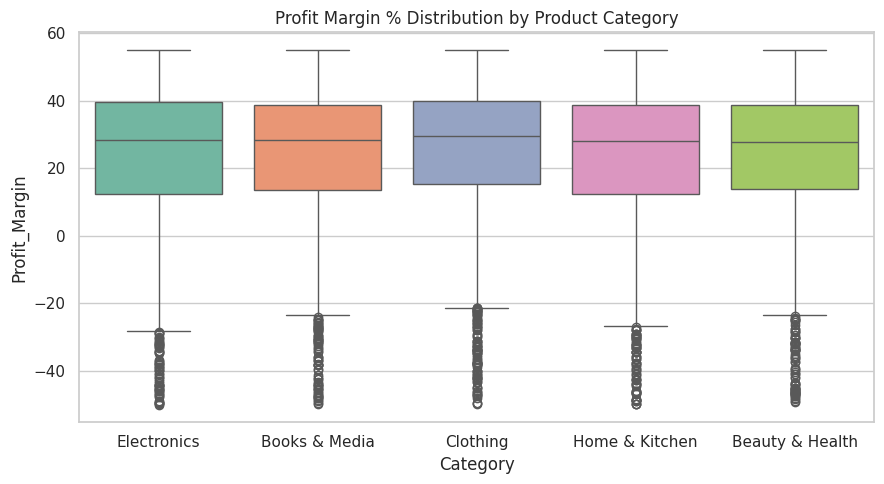 Profit Margin % Distribution by Product Category
Profit_Margin
60
40
20
0
−20
−40
Electronics
Books & Media
Clothing
Home & Kitchen
Beauty & Health
Category